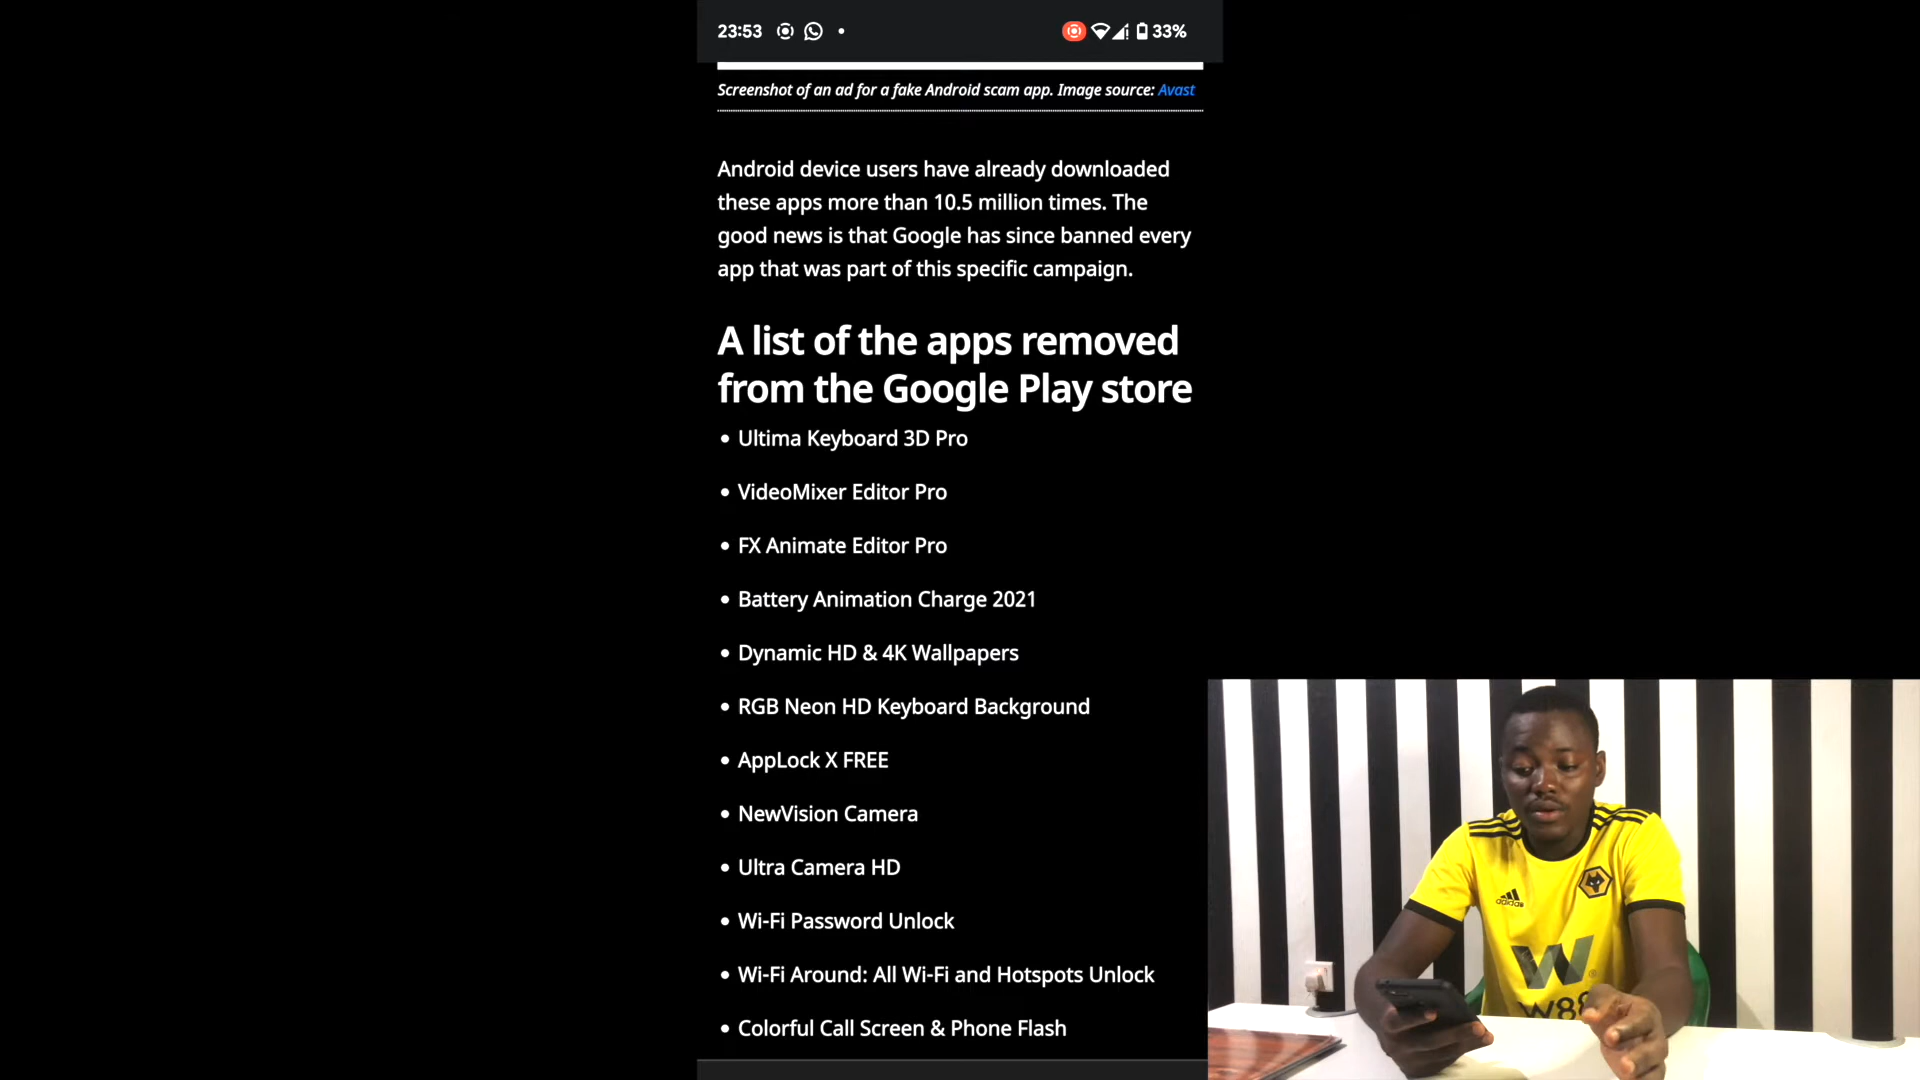 23:53
33%
Screenshot of an ad for a fake Android scam app. Image source: Avast
Android device users have already downloaded
these apps more than 10.5 million times. The
good news is that Google has since banned every
app that was part of this specific campaign.
A list of the apps removed
from the Google Play store
• Ultima Keyboard 3D Pro
• VideoMixer Editor Pro
• FX Animate Editor Pro
• Battery Animation Charge 2021
• Dynamic HD & 4K Wallpapers
• RGB Neon HD Keyboard Background
• AppLock X FREE
• NewVision Camera
• Ultra Camera HD
• Wi-Fi Password Unlock
• Wi-Fi Around: All Wi-Fi and Hotspots Unlock
• Colorful Call Screen & Phone Flash
adidas
W
W88